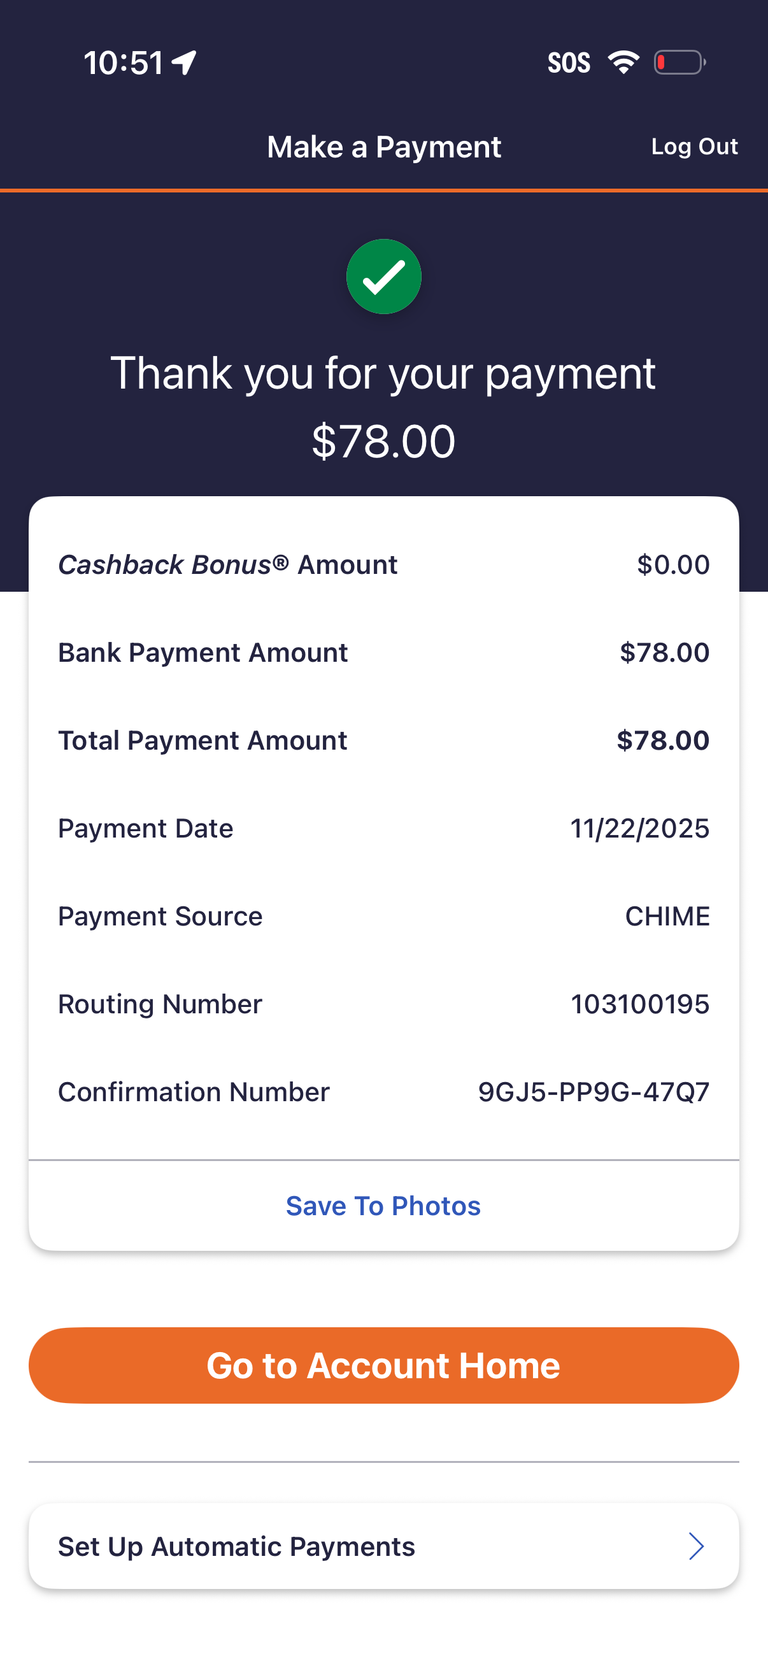 10:51
SOS
Make a Payment
Log Out
Thank you for your payment
$78.00
Cashback Bonus® Amount $0.00
Bank Payment Amount $78.00
Total Payment Amount $78.00
Payment Date 11/22/2025
Payment Source CHIME
Routing Number 103100195
Confirmation Number 9GJ5-PP9G-47Q7
Save To Photos
Go to Account Home
Set Up Automatic Payments